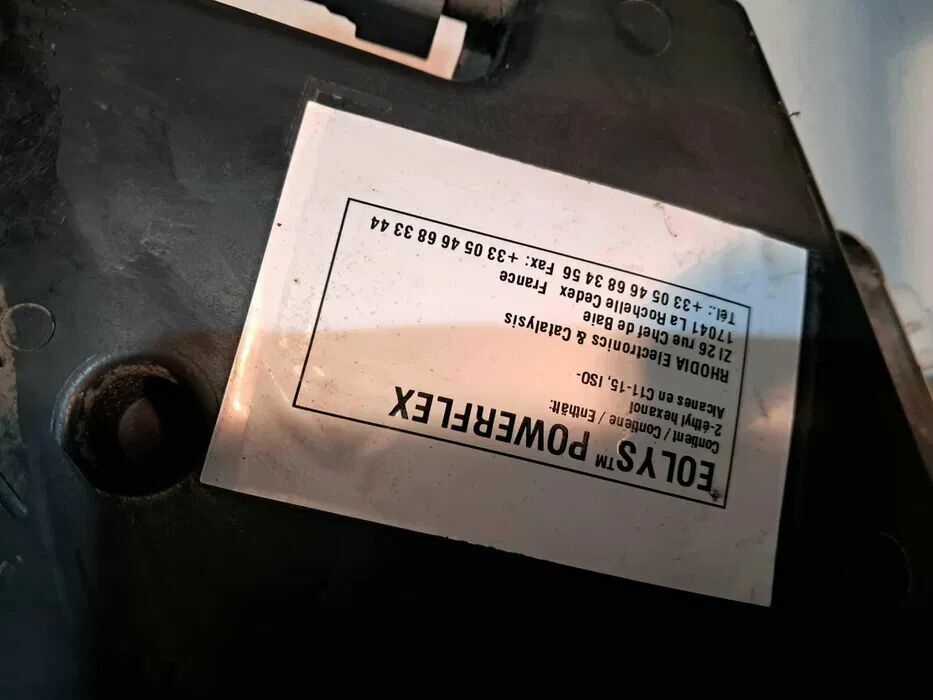 EOLYS™ POWERFLEX
Contient / Contiene / Enthält:
2-éthyl hexanol
Alcanes en C11-15, ISO-
RHODIA Electronics & Catalysis
ZI 26 rue Chef de Baie
17041 La Rochelle Cedex France
Tél.: + 33 05 46 68 34 56 Fax: + 33 05 46 68 33 44